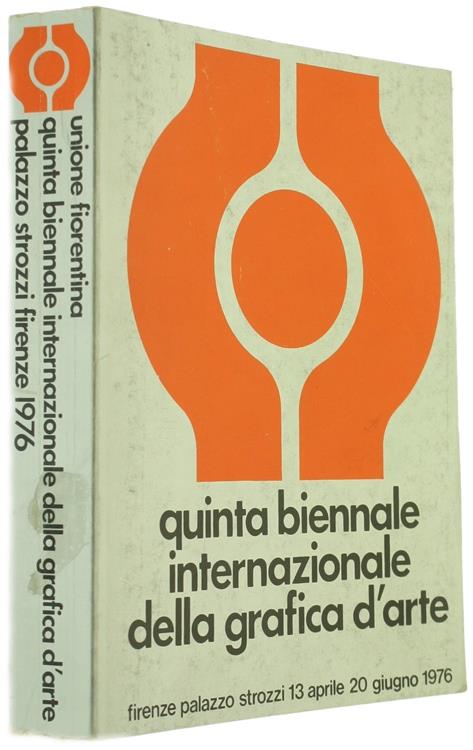 unione fiorentina
quinta biennale internazionale della grafica d'arte
palazzo strozzi firenze/1976
quinta biennale
internazionale
della grafica d'arte
firenze palazzo strozzi 13 aprile 20 giugno 1976